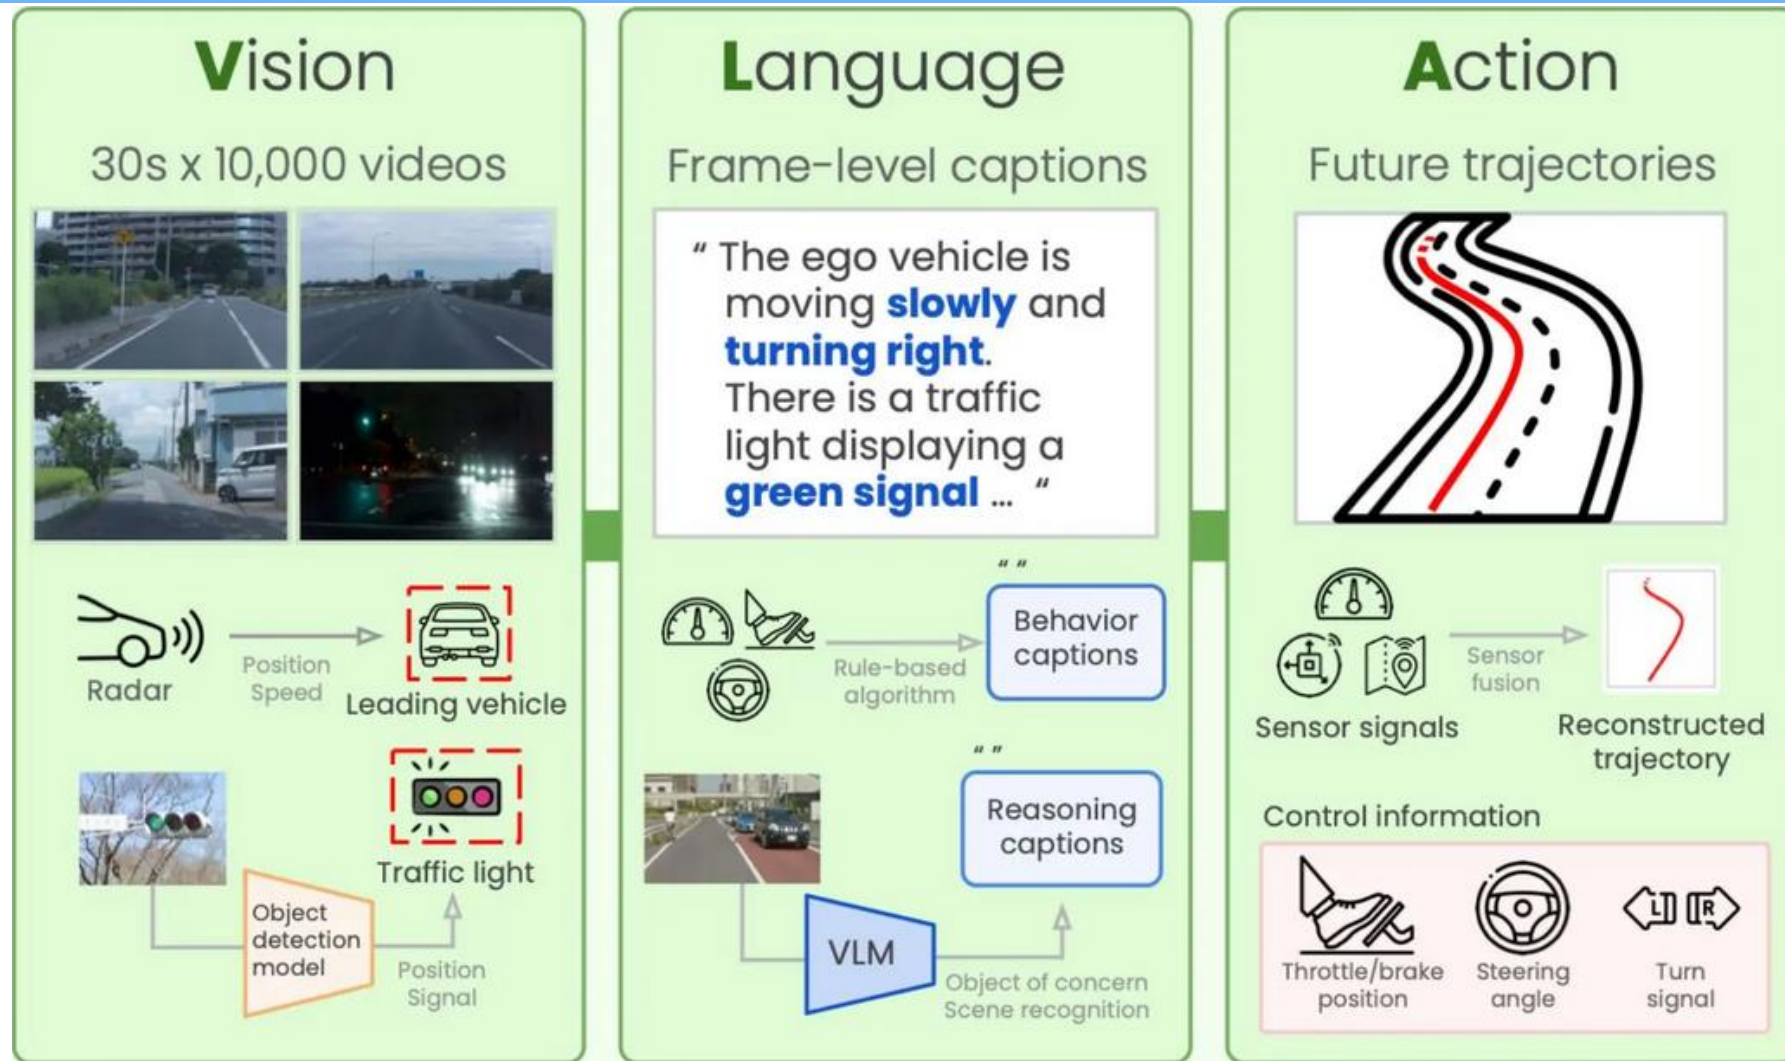 Vision
30s x 10,000 videos
Radar
Position
Speed
Leading vehicle
Traffic light
Object
detection
model
Position
Signal
Language
Frame-level captions
“ The ego vehicle is
moving slowly and
turning right.
There is a traffic
light displaying a
green signal ... “
Rule-based
algorithm
“ ”
Behavior
captions
“ ”
Reasoning
captions
VLM
Object of concern
Scene recognition
Action
Future trajectories
Sensor signals
Sensor
fusion
Reconstructed
trajectory
Control information
Throttle/brake
position
Steering
angle
L R
Turn
signal